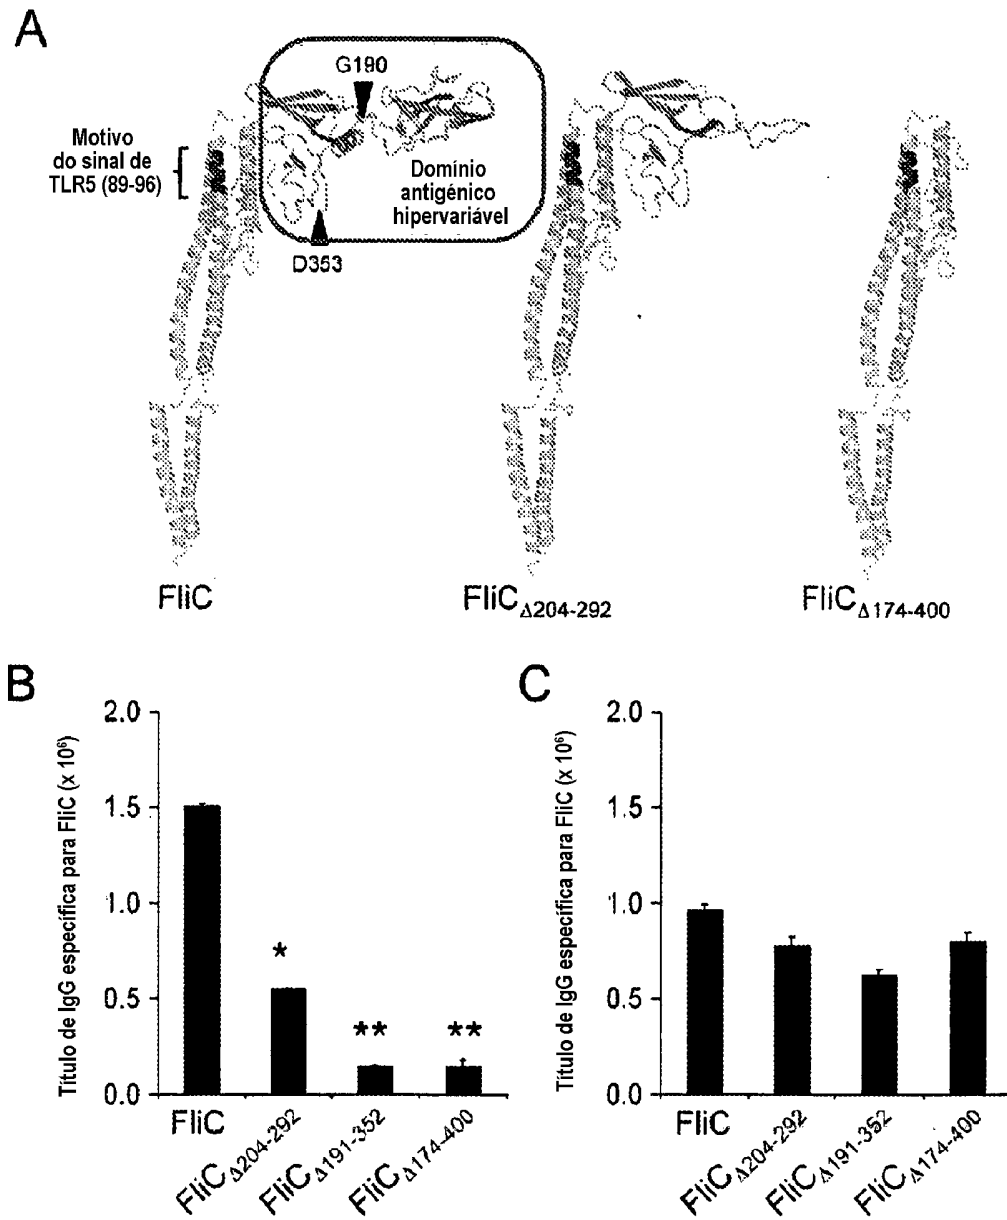 A
G190
Motivo
do sinal de
TLR5 (89-96)
Domínio
antigénico
hipervariável
D353
FliC
FliCΔ204-292
FliCΔ174-400
B
Título de IgG específica para FliC (x 10⁶)
2.0
1.5
1.0
0.5
0.0
*
**
**
FliC
FliCΔ204-292
FliCΔ191-352
FliCΔ174-400
C
Título de IgG específica para FliC (x 10⁶)
2.0
1.5
1.0
0.5
0.0
FliC
FliCΔ204-292
FliCΔ191-352
FliCΔ174-400